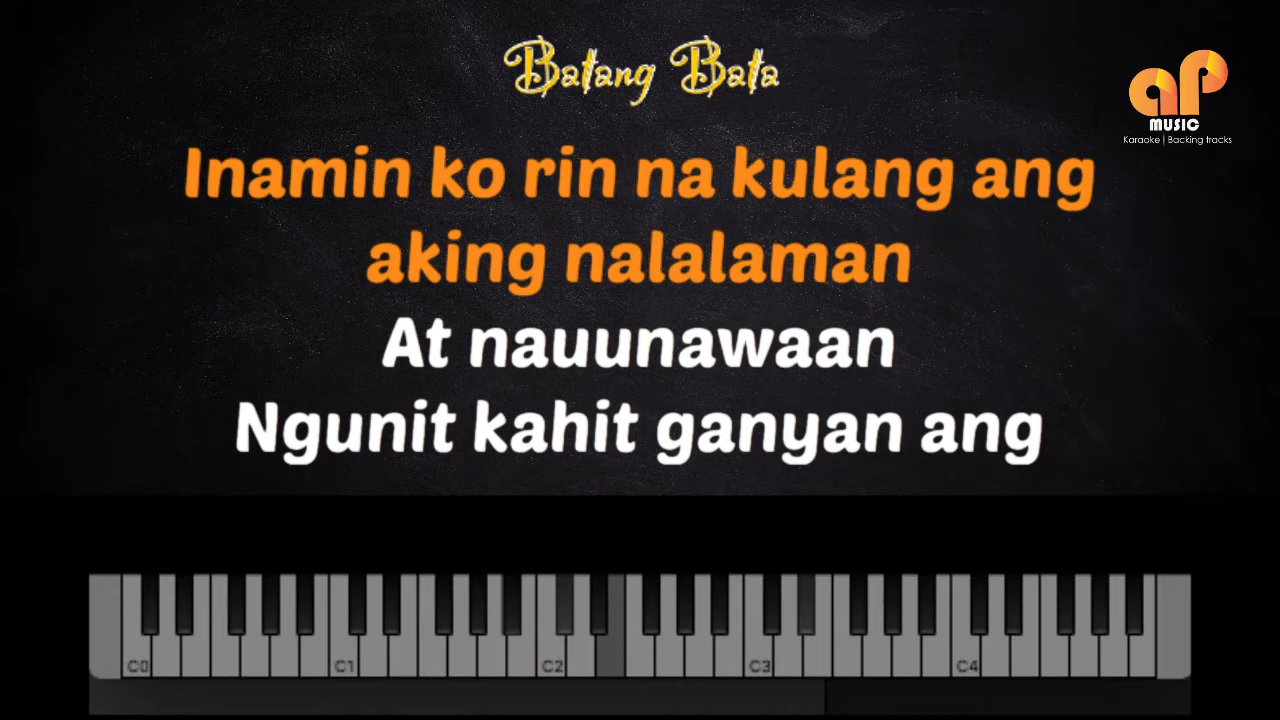 Batang Bata
aP
MUSIC
Karaoke | Backing tracks
Inamin ko rin na kulang ang
aking nalalaman
At nauunawaan
Ngunit kahit ganyan ang
C0 C1 C2 C3 C4